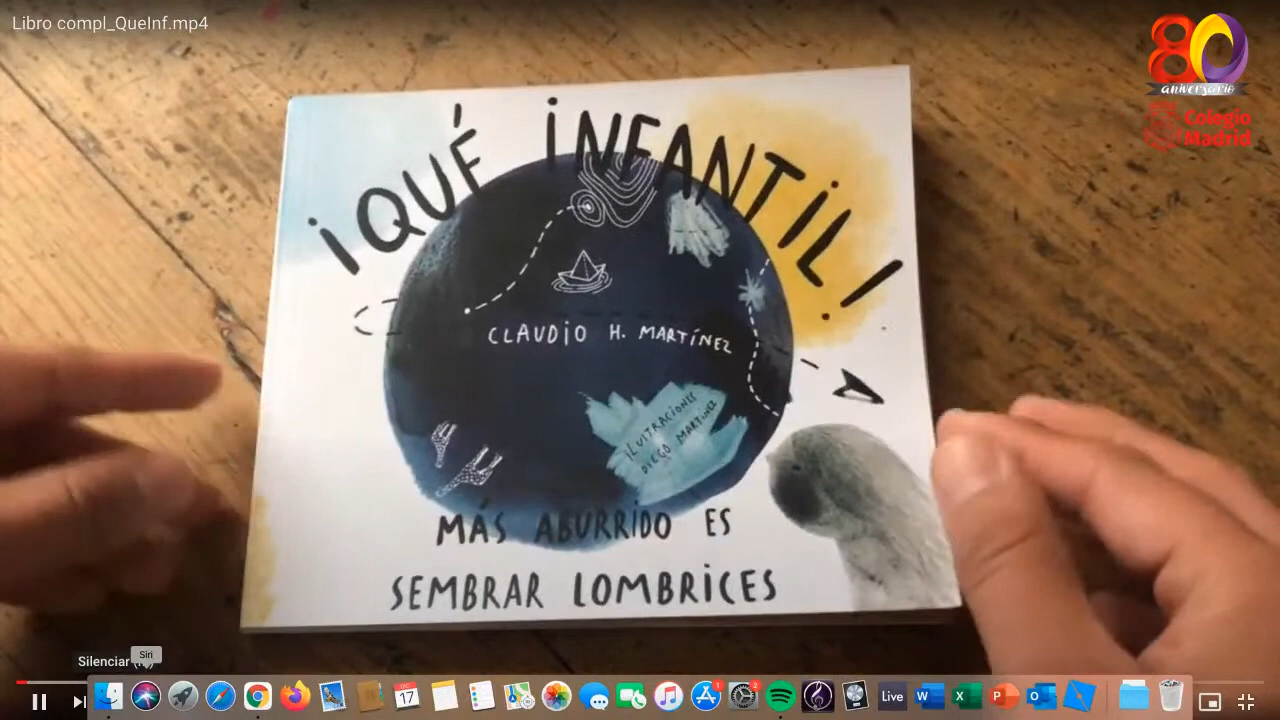 Libro compl_QueInf.mp4
80
aniversario
Colegio
Madrid
¡QUÉ iNFANTiL!
CLAUDiO H. MARTÍNEZ
iLUSTRACiONES
DiEGO MARTiNEZ
MÁS ABURRiDO ES
SEMBRAR LOMBRiCES
Siri
Silenciar
17
Live
W
X
P